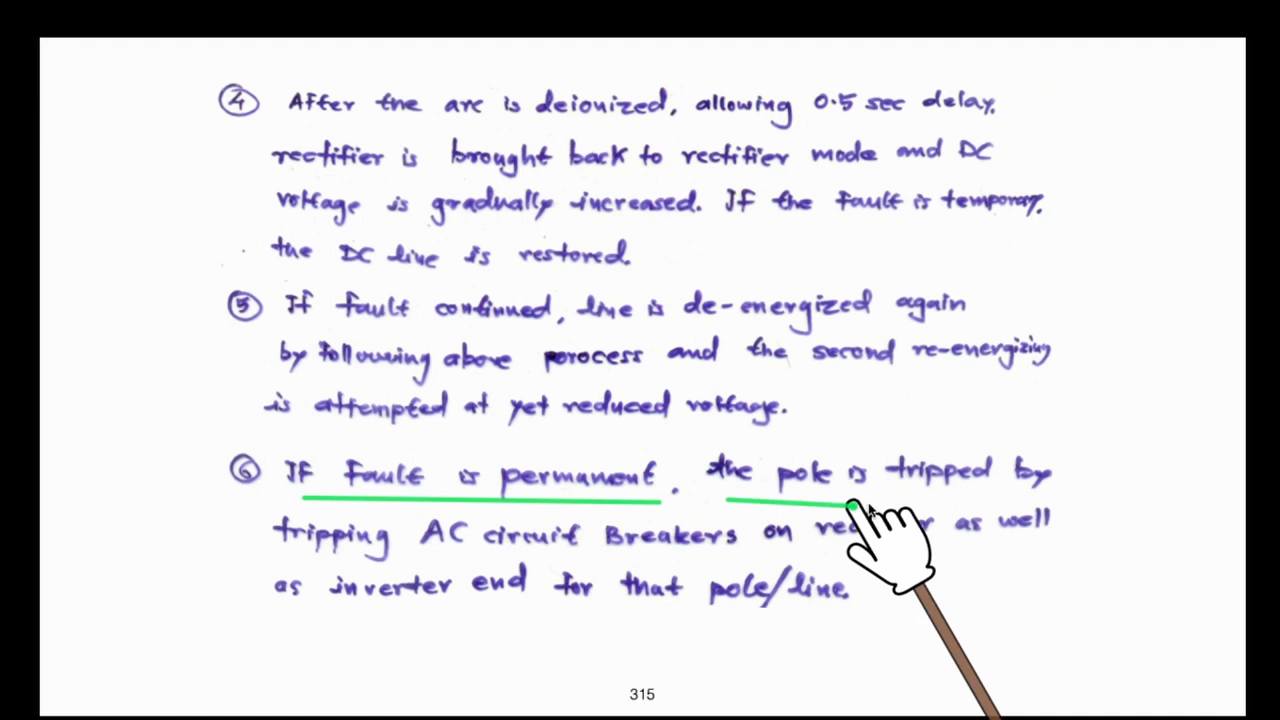 4 After the arc is deionized, allowing 0.5 sec delay,
rectifier is brought back to rectifier mode and DC
voltage is gradually increased. If the fault is temporary,
the DC line is restored.
5 If fault continued, line is de-energized again
by following above process and the second re-energizing
is attempted at yet reduced voltage.
6 If fault is permanent, the pole is tripped by
tripping AC circuit Breakers on as well
as inverter end for that pole/line.
315